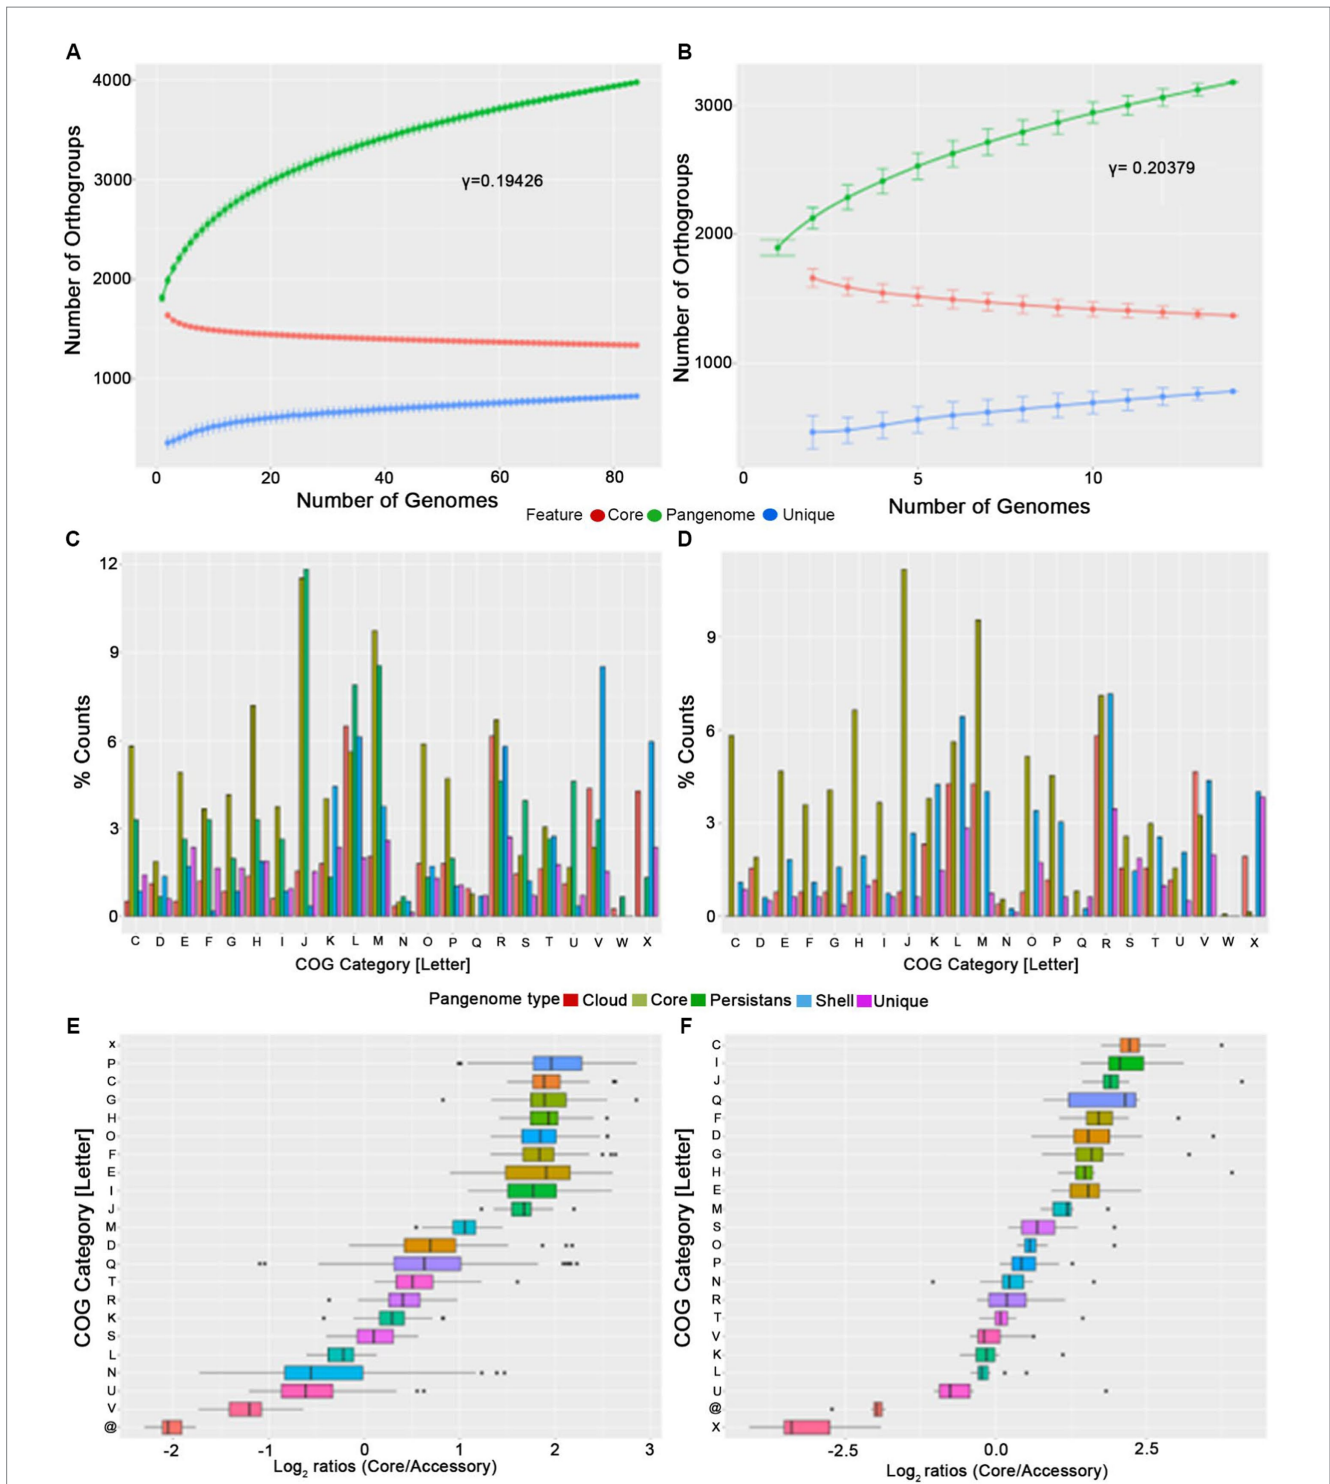 A
B
Number of Orthogroups
4000
3000
2000
1000
γ=0.19426
0
20
40
60
80
Number of Genomes
Number of Orthogroups
3000
2000
1000
γ= 0.20379
0
5
10
Number of Genomes
Feature Core Pangenome Unique
C
D
% Counts
12
9
6
3
0
C D E F G H I J K L M N O P Q R S T U V W X
COG Category [Letter]
% Counts
9
6
3
0
C D E F G H I J K L M N O P Q R S T U V W X
COG Category [Letter]
Pangenome type Cloud Core Persistans Shell Unique
E
F
COG Category [Letter]
x
P
C
G
H
O
F
E
I
J
M
D
Q
T
R
K
S
L
N
U
V
@
-2 -1 0 1 2 3
Log2 ratios (Core/Accessory)
COG Category [Letter]
C
I
J
Q
F
D
G
H
E
M
S
O
P
N
R
T
V
K
L
U
@
X
-2.5 0.0 2.5
Log2 ratios (Core/Accessory)